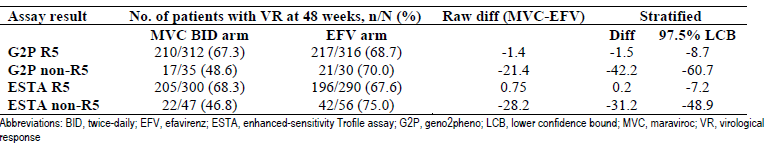 Assay result No. of patients with VR at 48 weeks, n/N (%) Raw diff (MVC-EFV) Stratified
MVC BID arm EFV arm Diff 97.5% LCB
G2P R5 210/312 (67.3) 217/316 (68.7) -1.4 -1.5 -8.7
G2P non-R5 17/35 (48.6) 21/30 (70.0) -21.4 -42.2 -60.7
ESTA R5 205/300 (68.3) 196/290 (67.6) 0.75 0.2 -7.2
ESTA non-R5 22/47 (46.8) 42/56 (75.0) -28.2 -31.2 -48.9
Abbreviations: BID, twice-daily; EFV, efavirenz; ESTA, enhanced-sensitivity Trofile assay; G2P, geno2pheno; LCB, lower confidence bound; MVC, maraviroc; VR, virological
response